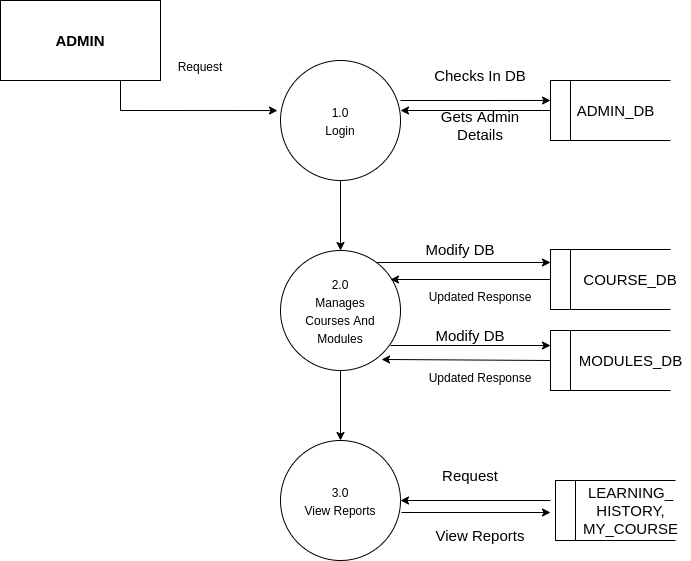 ADMIN
Request
1.0
Login
Checks In DB
Gets Admin
Details
ADMIN_DB
2.0
Manages
Courses And
Modules
Modify DB
Updated Response
COURSE_DB
Modify DB
Updated Response
MODULES_DB
3.0
View Reports
Request
View Reports
LEARNING_
HISTORY,
MY_COURSE